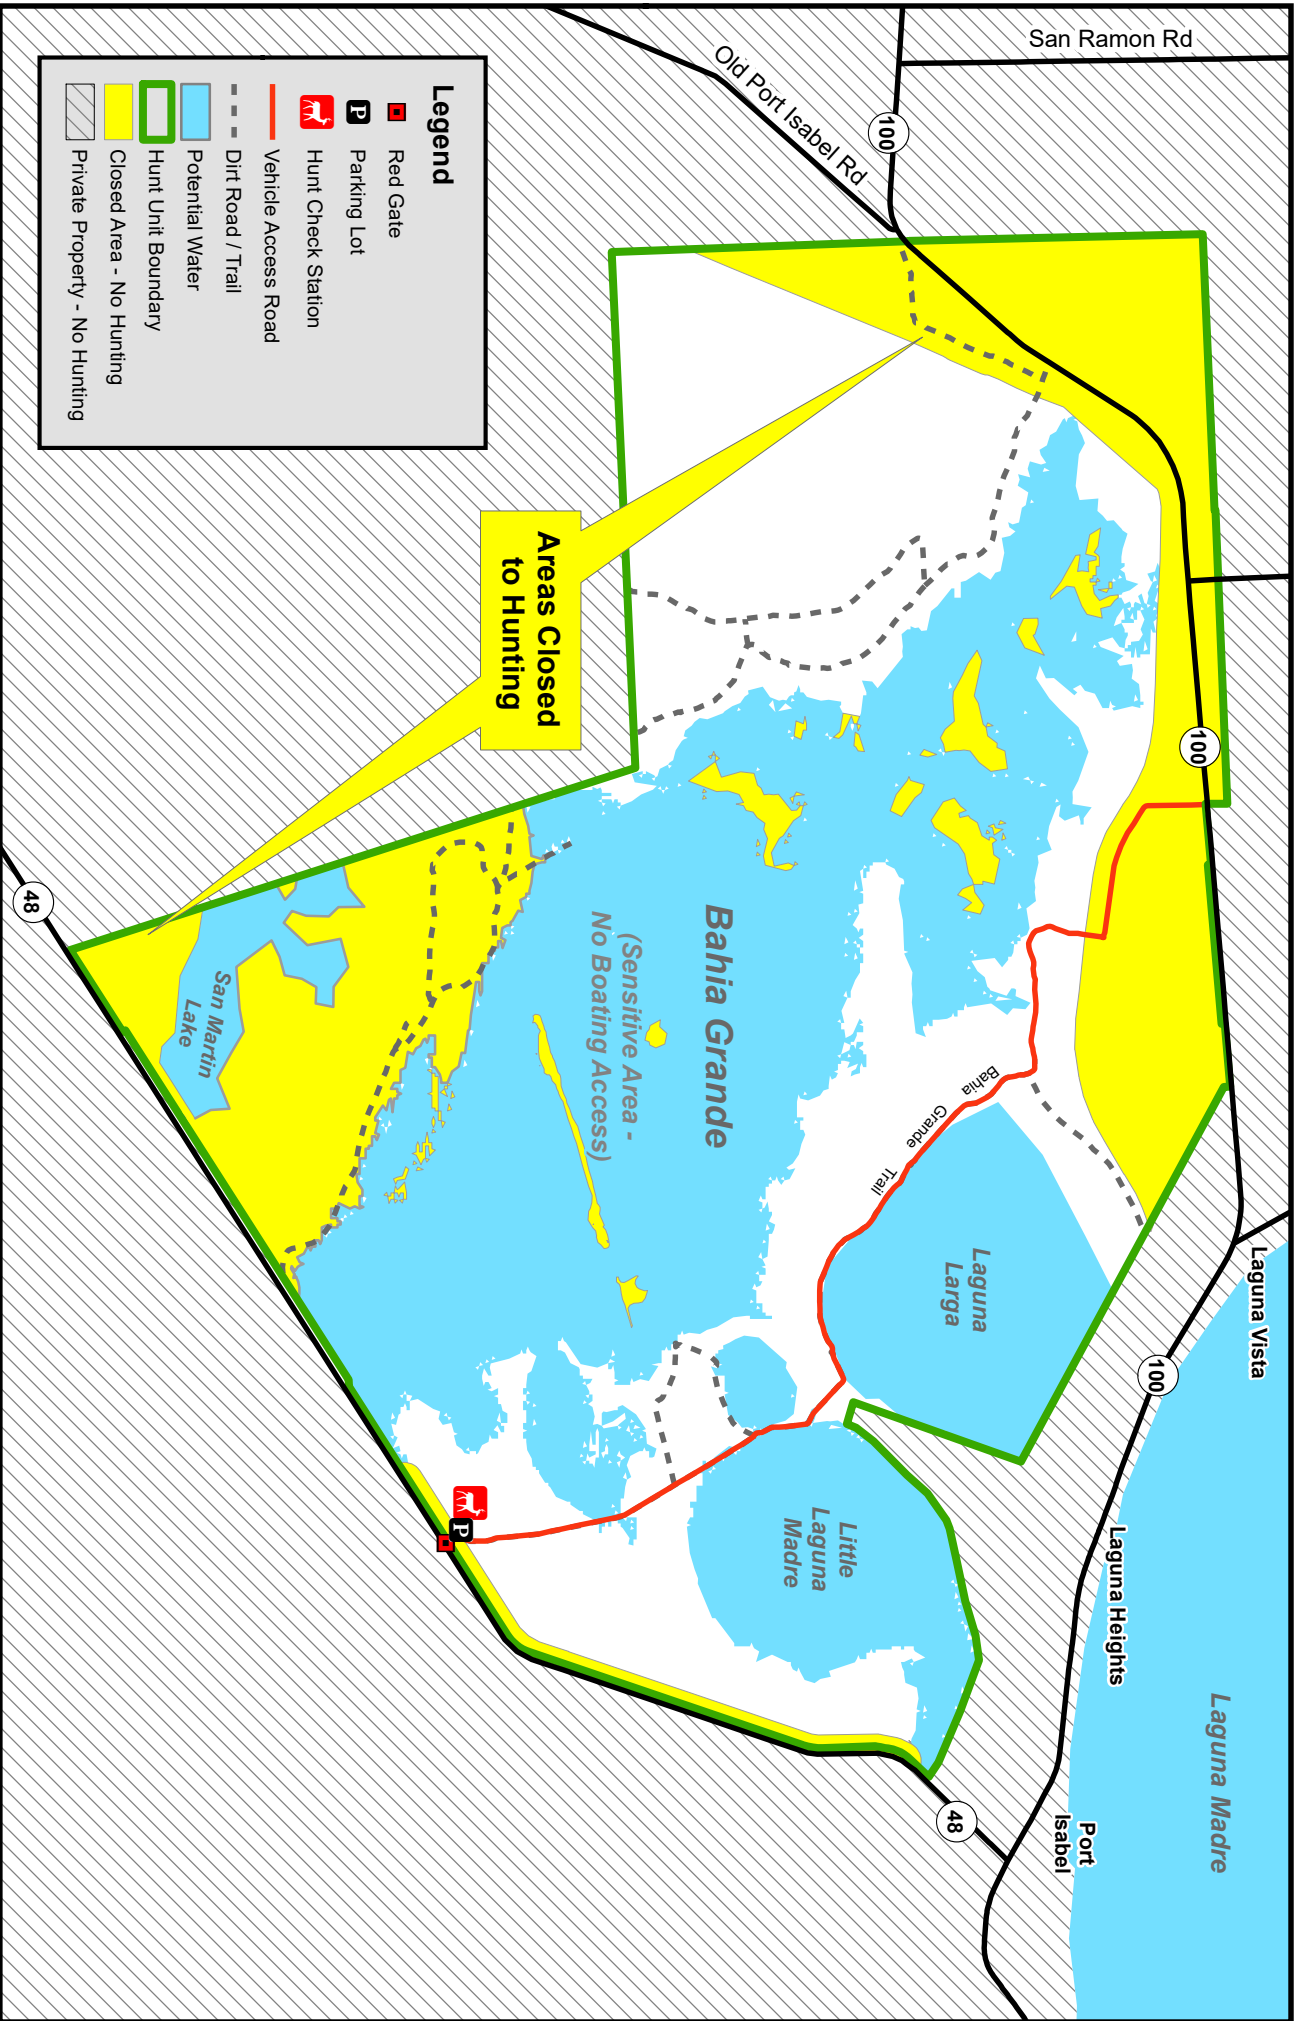 San Ramon Rd
Old Port Isabel Rd
100
100
100
48
48
Laguna Vista
Laguna Heights
Port
Isabel
Laguna Madre
Laguna
Larga
Little
Laguna
Madre
Bahia Grande Trail
Bahia Grande
(Sensitive Area -
No Boating Access)
San Martin
Lake
Areas Closed
to Hunting
P
Legend
Red Gate
P
Parking Lot
Hunt Check Station
Vehicle Access Road
Dirt Road / Trail
Potential Water
Hunt Unit Boundary
Closed Area - No Hunting
Private Property - No Hunting